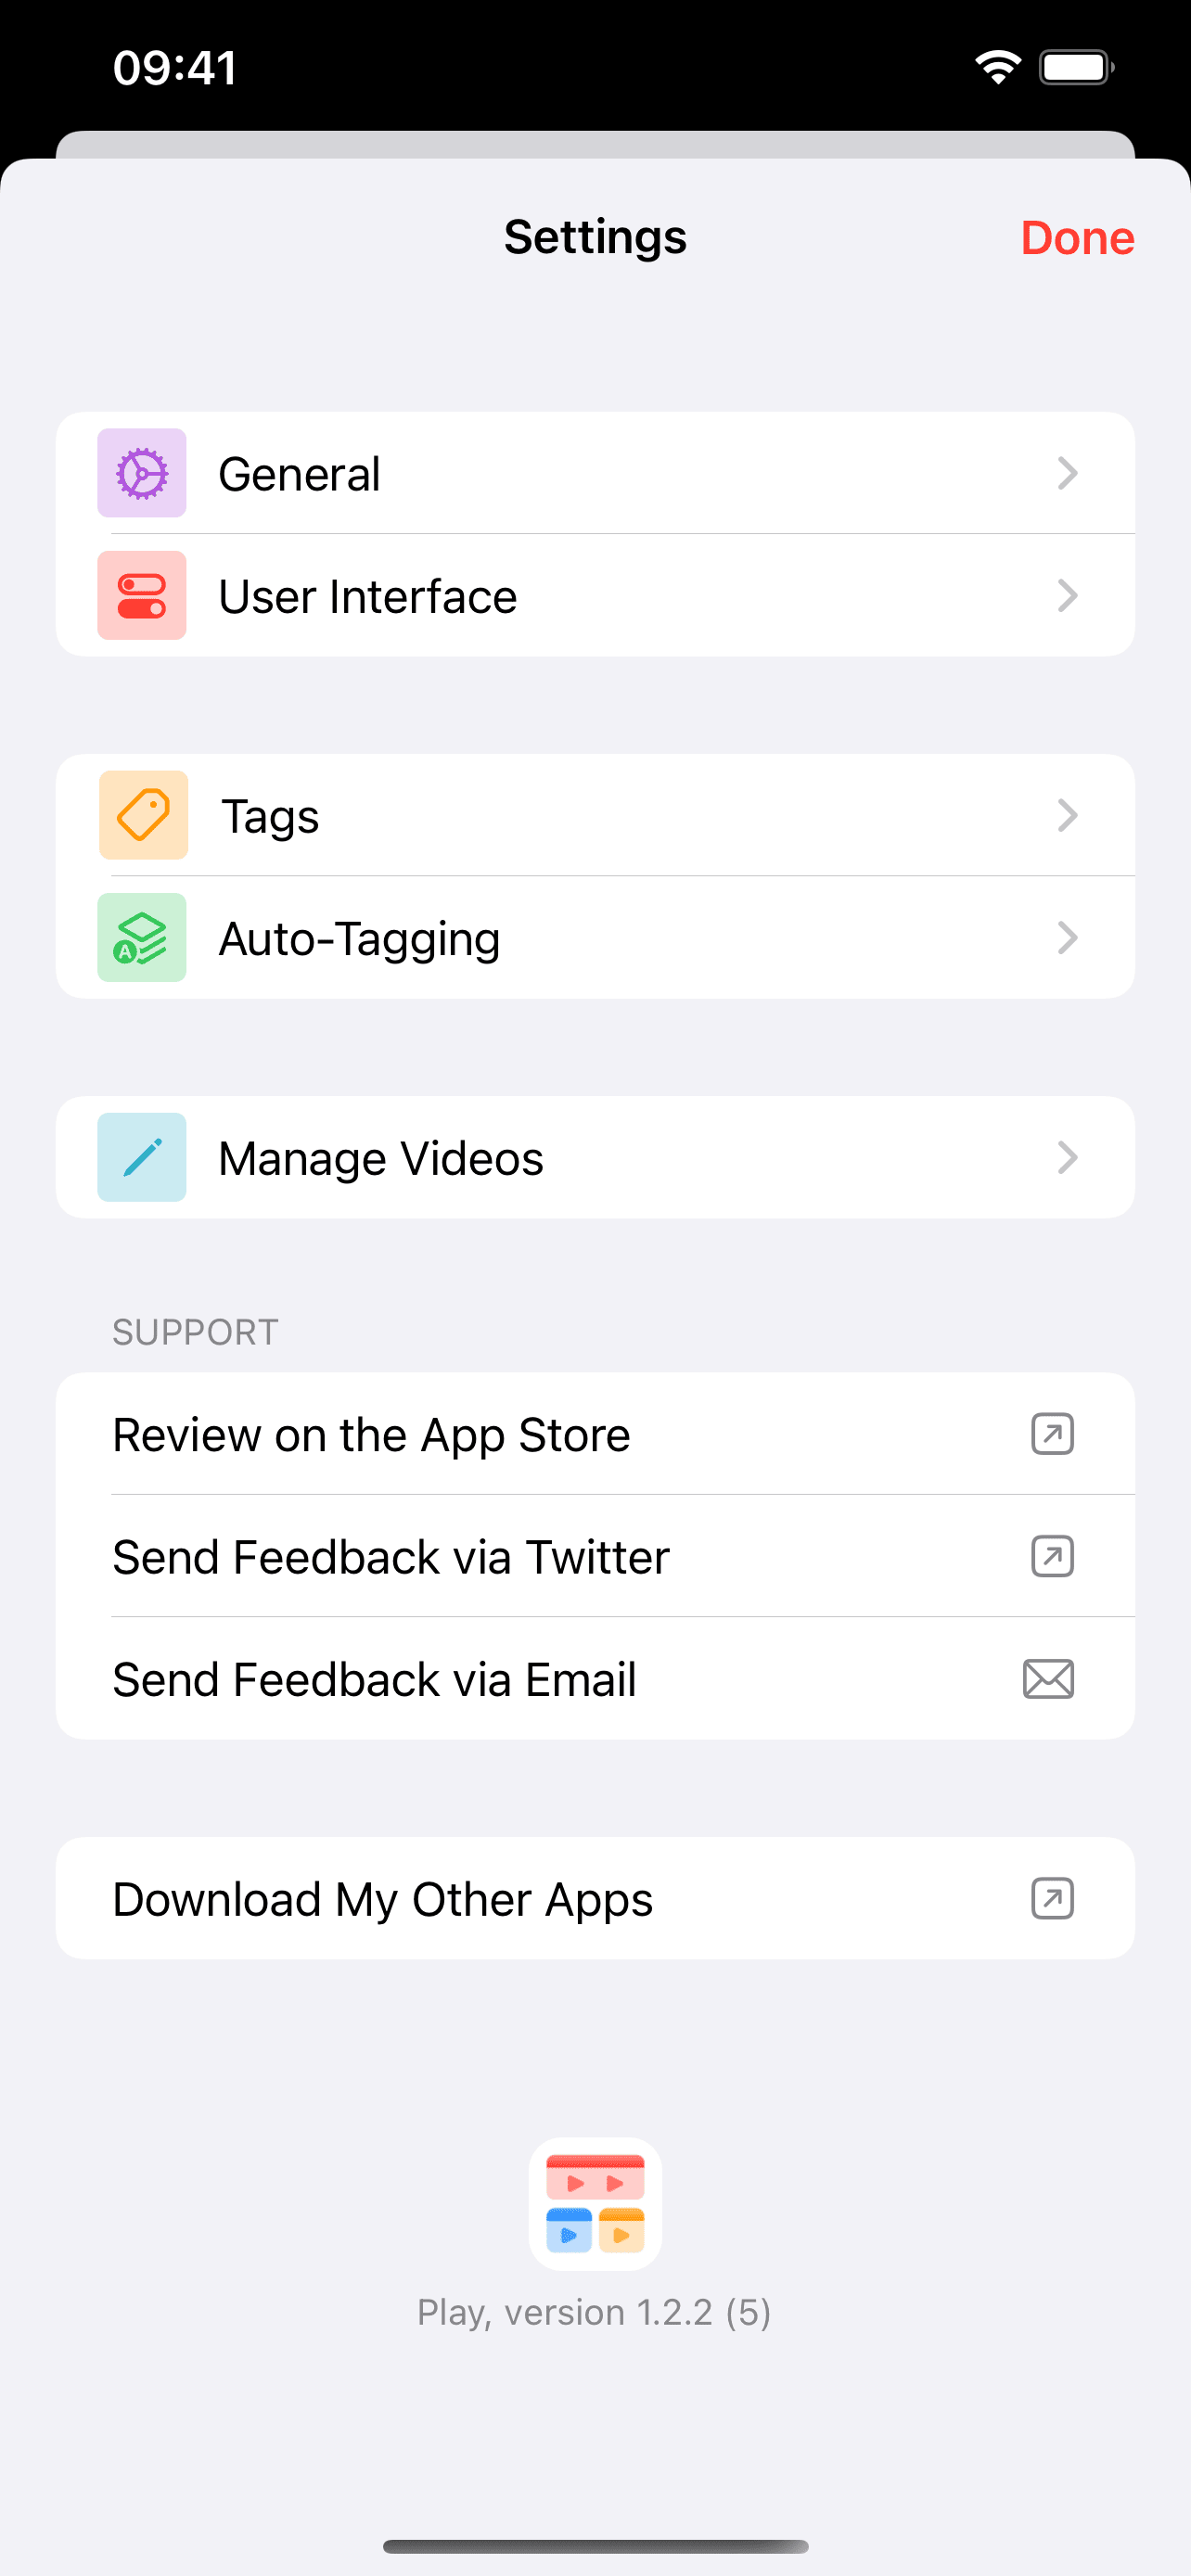 09:41
Settings
Done
General
User Interface
Tags
Auto-Tagging
A
Manage Videos
SUPPORT
Review on the App Store
Send Feedback via Twitter
Send Feedback via Email
Download My Other Apps
Play, version 1.2.2 (5)